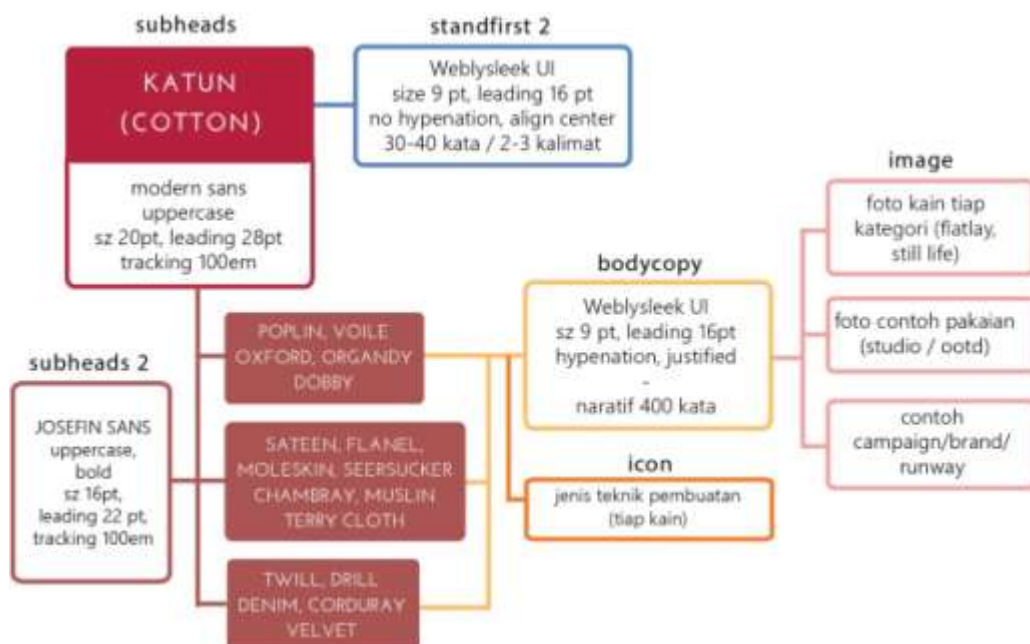 subheads
KATUN
(COTTON)
modern sans
uppercase
sz 20pt, leading 28pt
tracking 100em
standfirst 2
Weblysleek UI
size 9 pt, leading 16 pt
no hypenation, align center
30-40 kata / 2-3 kalimat
subheads 2
JOSEFIN SANS
uppercase,
bold
sz 16pt,
leading 22 pt,
tracking 100em
POPLIN, VOILE
OXFORD, ORGANDY
DOBBY
SATEEN, FLANEL,
MOLESKIN, SEERSUCKER
CHAMBRAY, MUSLIN
TERRY CLOTH
TWILL, DRILL
DENIM, CORDURAY
VELVET
bodycopy
Weblysleek UI
sz 9 pt, leading 16pt
hypenation, justified
-
naratif 400 kata
icon
jenis teknik pembuatan
(tiap kain)
image
foto kain tiap
kategori (flatlay,
still life)
foto contoh pakaian
(studio / ootd)
contoh
campaign/brand/
runway